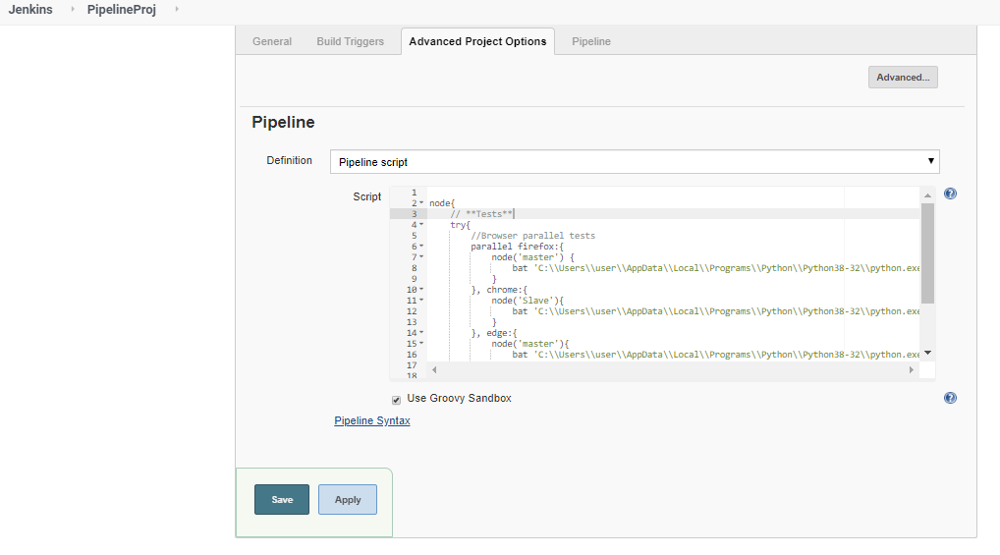 Jenkins PipelineProj
General Build Triggers Advanced Project Options Pipeline
Advanced...
Pipeline
Definition Pipeline script
Script
1
2 node{
3 // **Tests**
4 try{
5 //Browser parallel tests
6 parallel firefox:{
7 node('master') {
8 bat 'C:\\Users\\user\\AppData\\Local\\Programs\\Python\\Python38-32\\python.exe
9 }
10 }, chrome:{
11 node('Slave'){
12 bat 'C:\\Users\\user\\AppData\\Local\\Programs\\Python\\Python38-32\\python.exe
13 }
14 }, edge:{
15 node('master'){
16 bat 'C:\\Users\\user\\AppData\\Local\\Programs\\Python\\Python38-32\\python.exe
17
18
Use Groovy Sandbox
Pipeline Syntax
Save Apply